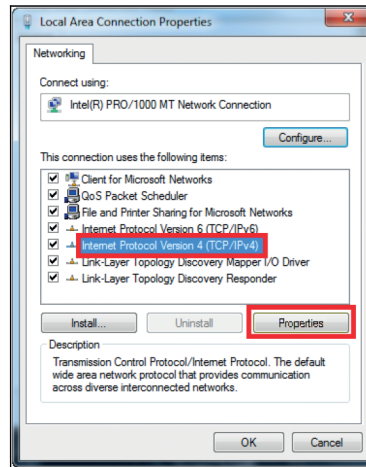 Local Area Connection Properties
Networking
Connect using:
Intel(R) PRO/1000 MT Network Connection
Configure...
This connection uses the following items:
Client for Microsoft Networks
QoS Packet Scheduler
File and Printer Sharing for Microsoft Networks
Internet Protocol Version 6 (TCP/IPv6)
Internet Protocol Version 4 (TCP/IPv4)
Link-Layer Topology Discovery Mapper I/O Driver
Link-Layer Topology Discovery Responder
Install...
Uninstall
Properties
Description
Transmission Control Protocol/Internet Protocol. The default
wide area network protocol that provides communication
across diverse interconnected networks.
OK
Cancel